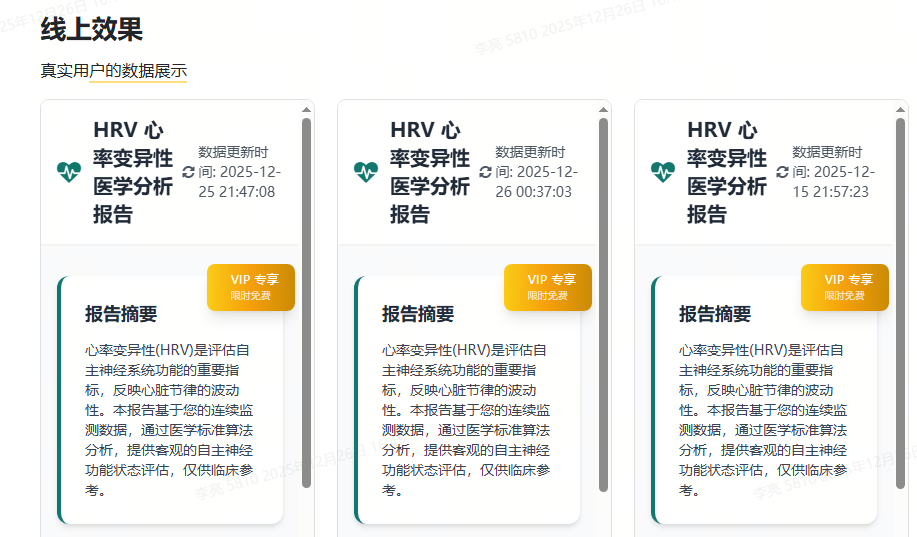 线上效果
真实用户的数据展示
HRV 心
率变异性
医学分析
报告
数据更新时
间: 2025-12-
25 21:47:08
VIP 专享
限时免费
报告摘要
心率变异性(HRV)是评估自
主神经系统功能的重要指
标，反映心脏节律的波动
性。本报告基于您的连续监
测数据，通过医学标准算法
分析，提供客观的自主神经
功能状态评估，仅供临床参
考。
HRV 心
率变异性
医学分析
报告
数据更新时
间: 2025-12-
26 00:37:03
VIP 专享
限时免费
报告摘要
心率变异性(HRV)是评估自
主神经系统功能的重要指
标，反映心脏节律的波动
性。本报告基于您的连续监
测数据，通过医学标准算法
分析，提供客观的自主神经
功能状态评估，仅供临床参
考。
HRV 心
率变异性
医学分析
报告
数据更新时
间: 2025-12-
15 21:57:23
VIP 专享
限时免费
报告摘要
心率变异性(HRV)是评估自
主神经系统功能的重要指
标，反映心脏节律的波动
性。本报告基于您的连续监
测数据，通过医学标准算法
分析，提供客观的自主神经
功能状态评估，仅供临床参
考。
李亮 5810 2025年12月26日